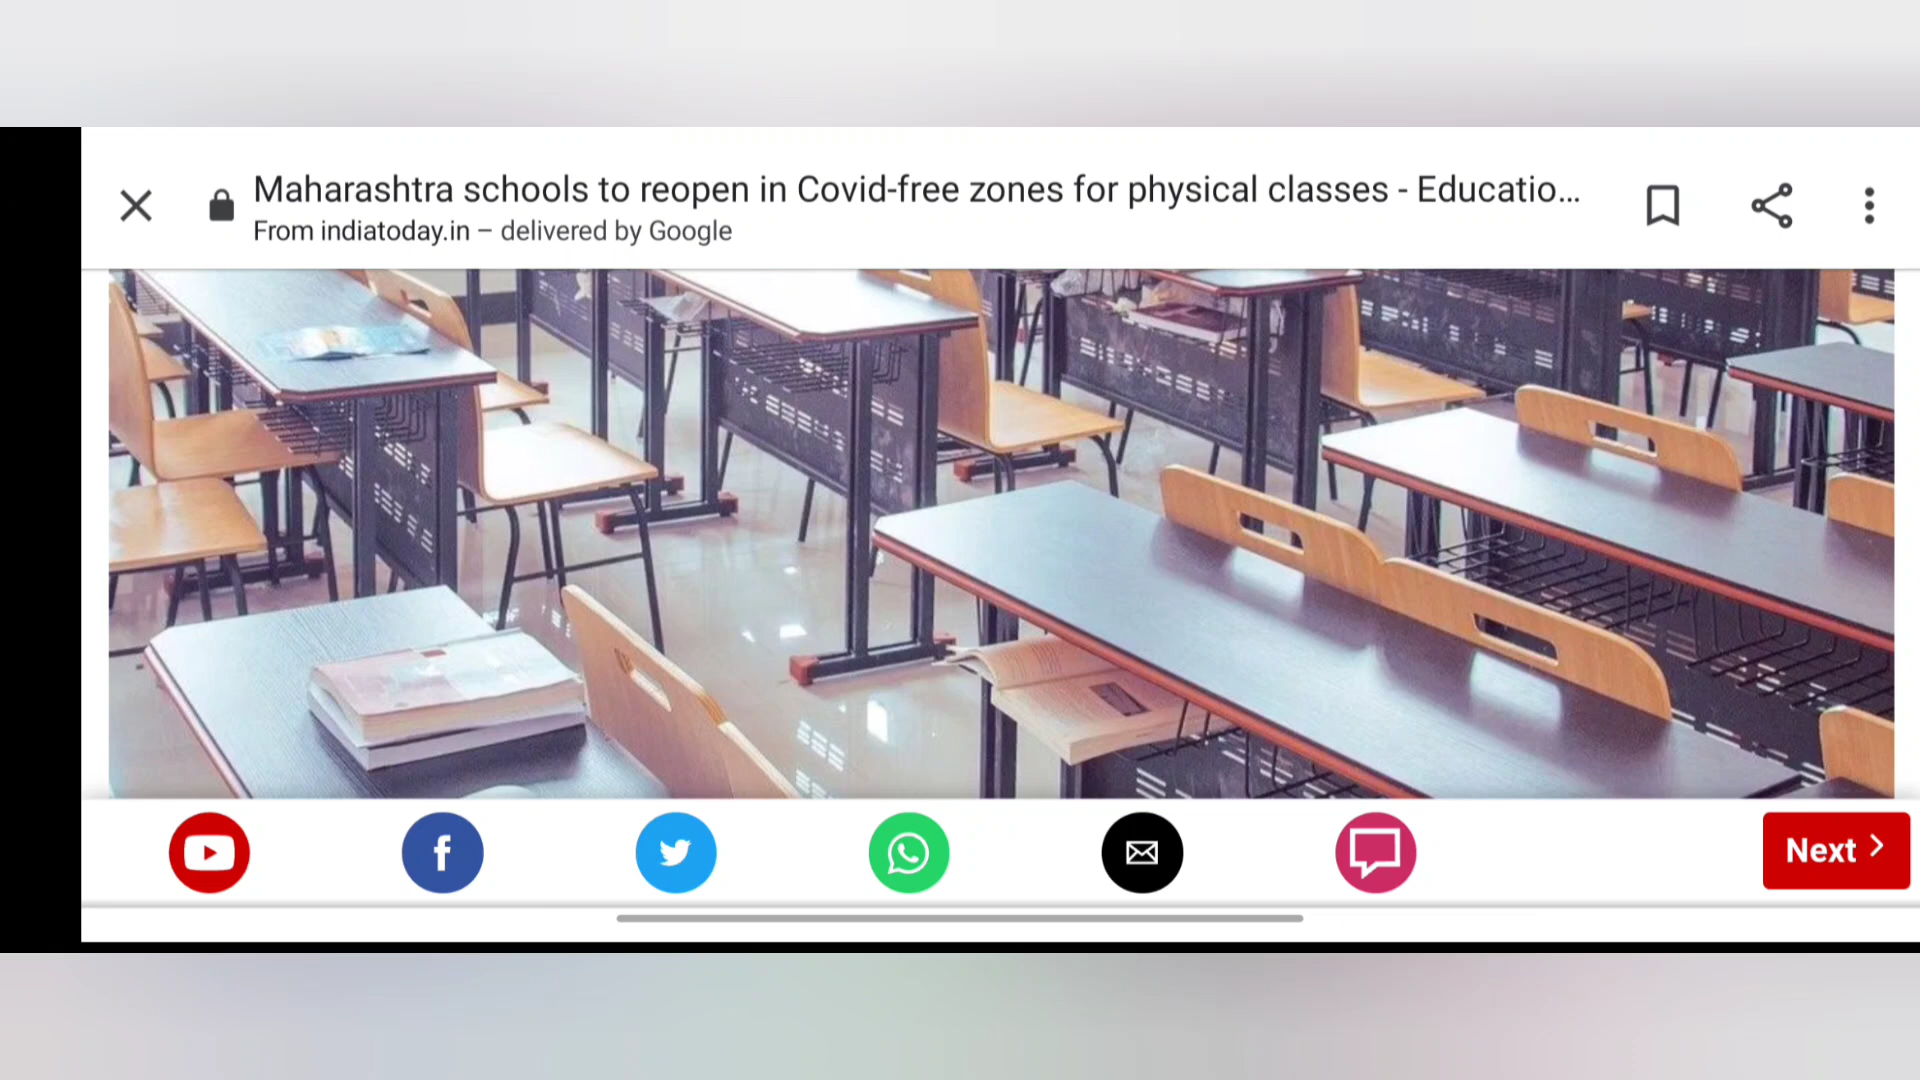 Maharashtra schools to reopen in Covid-free zones for physical classes - Educatio...
From indiatoday.in – delivered by Google
Next